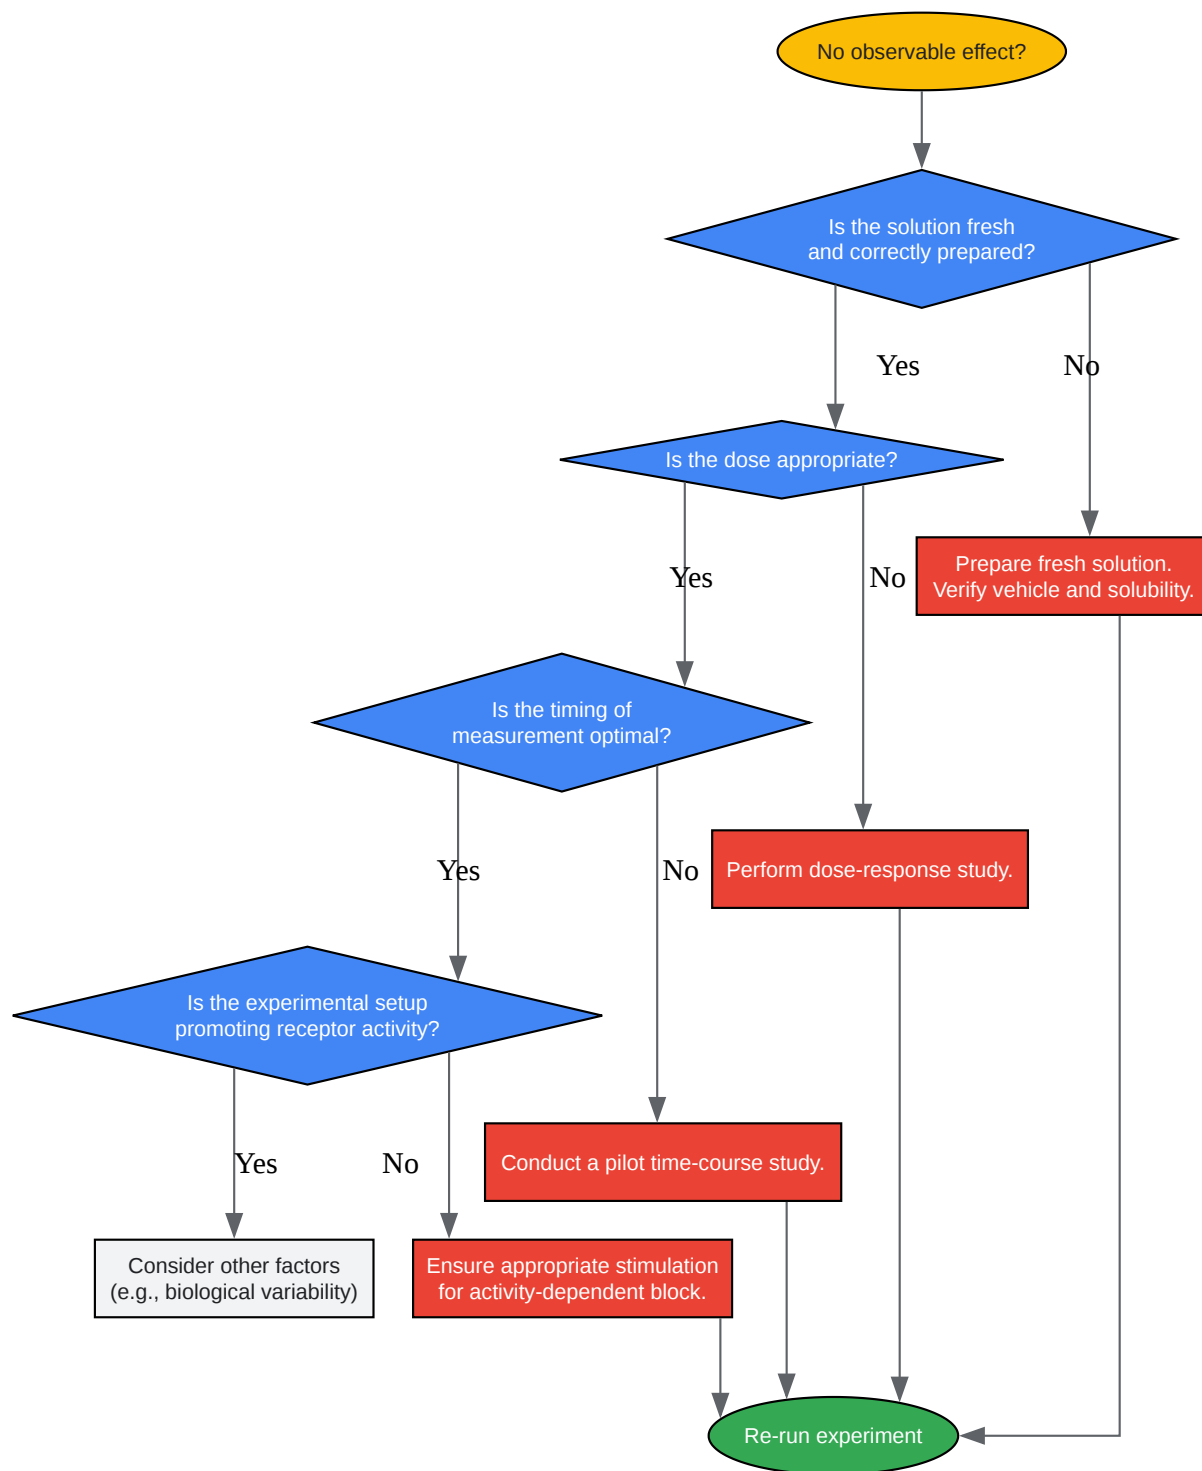 No observable effect?
Is the solution fresh
and correctly prepared?
Yes
No
Is the dose appropriate?
Prepare fresh solution.
Verify vehicle and solubility.
Yes
No
Is the timing of
measurement optimal?
Perform dose-response study.
Yes
No
Is the experimental setup
promoting receptor activity?
Conduct a pilot time-course study.
Yes
No
Consider other factors
(e.g., biological variability)
Ensure appropriate stimulation
for activity-dependent block.
Re-run experiment